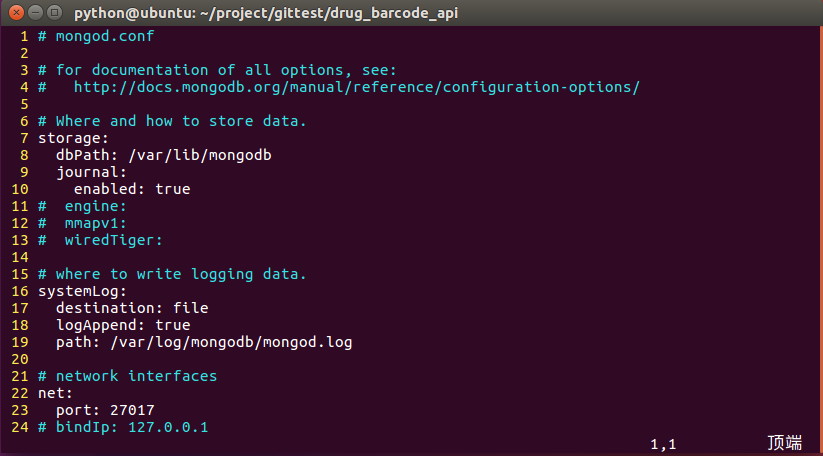 python@ubuntu: ~/project/gittest/drug_barcode_api
1 # mongod.conf
2
3 # for documentation of all options, see:
4 #   http://docs.mongodb.org/manual/reference/configuration-options/
5
6 # Where and how to store data.
7 storage:
8   dbPath: /var/lib/mongodb
9   journal:
10     enabled: true
11 #  engine:
12 #  mmapv1:
13 #  wiredTiger:
14
15 # where to write logging data.
16 systemLog:
17   destination: file
18   logAppend: true
19   path: /var/log/mongodb/mongod.log
20
21 # network interfaces
22 net:
23   port: 27017
24 # bindIp: 127.0.0.1
1,1 顶端